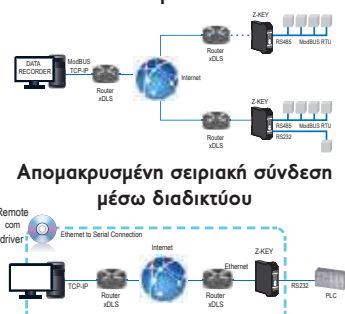 Z-KEY
RS485 ModBUS RTU
Router
xDLS
DATA
RECORDER
ModBUS
TCP-IP
Router
xDLS
Internet
Z-KEY
RS485 ModBUS RTU
RS232
Router
xDLS
Απομακρυσμένη σειριακή σύνδεση
μέσω διαδικτύου
Remote
com
driver
Ethernet to Serial Connection
Internet
Z-KEY
Ethernet
TCP-IP
RS232
Router
xDLS
Router
xDLS
PLC